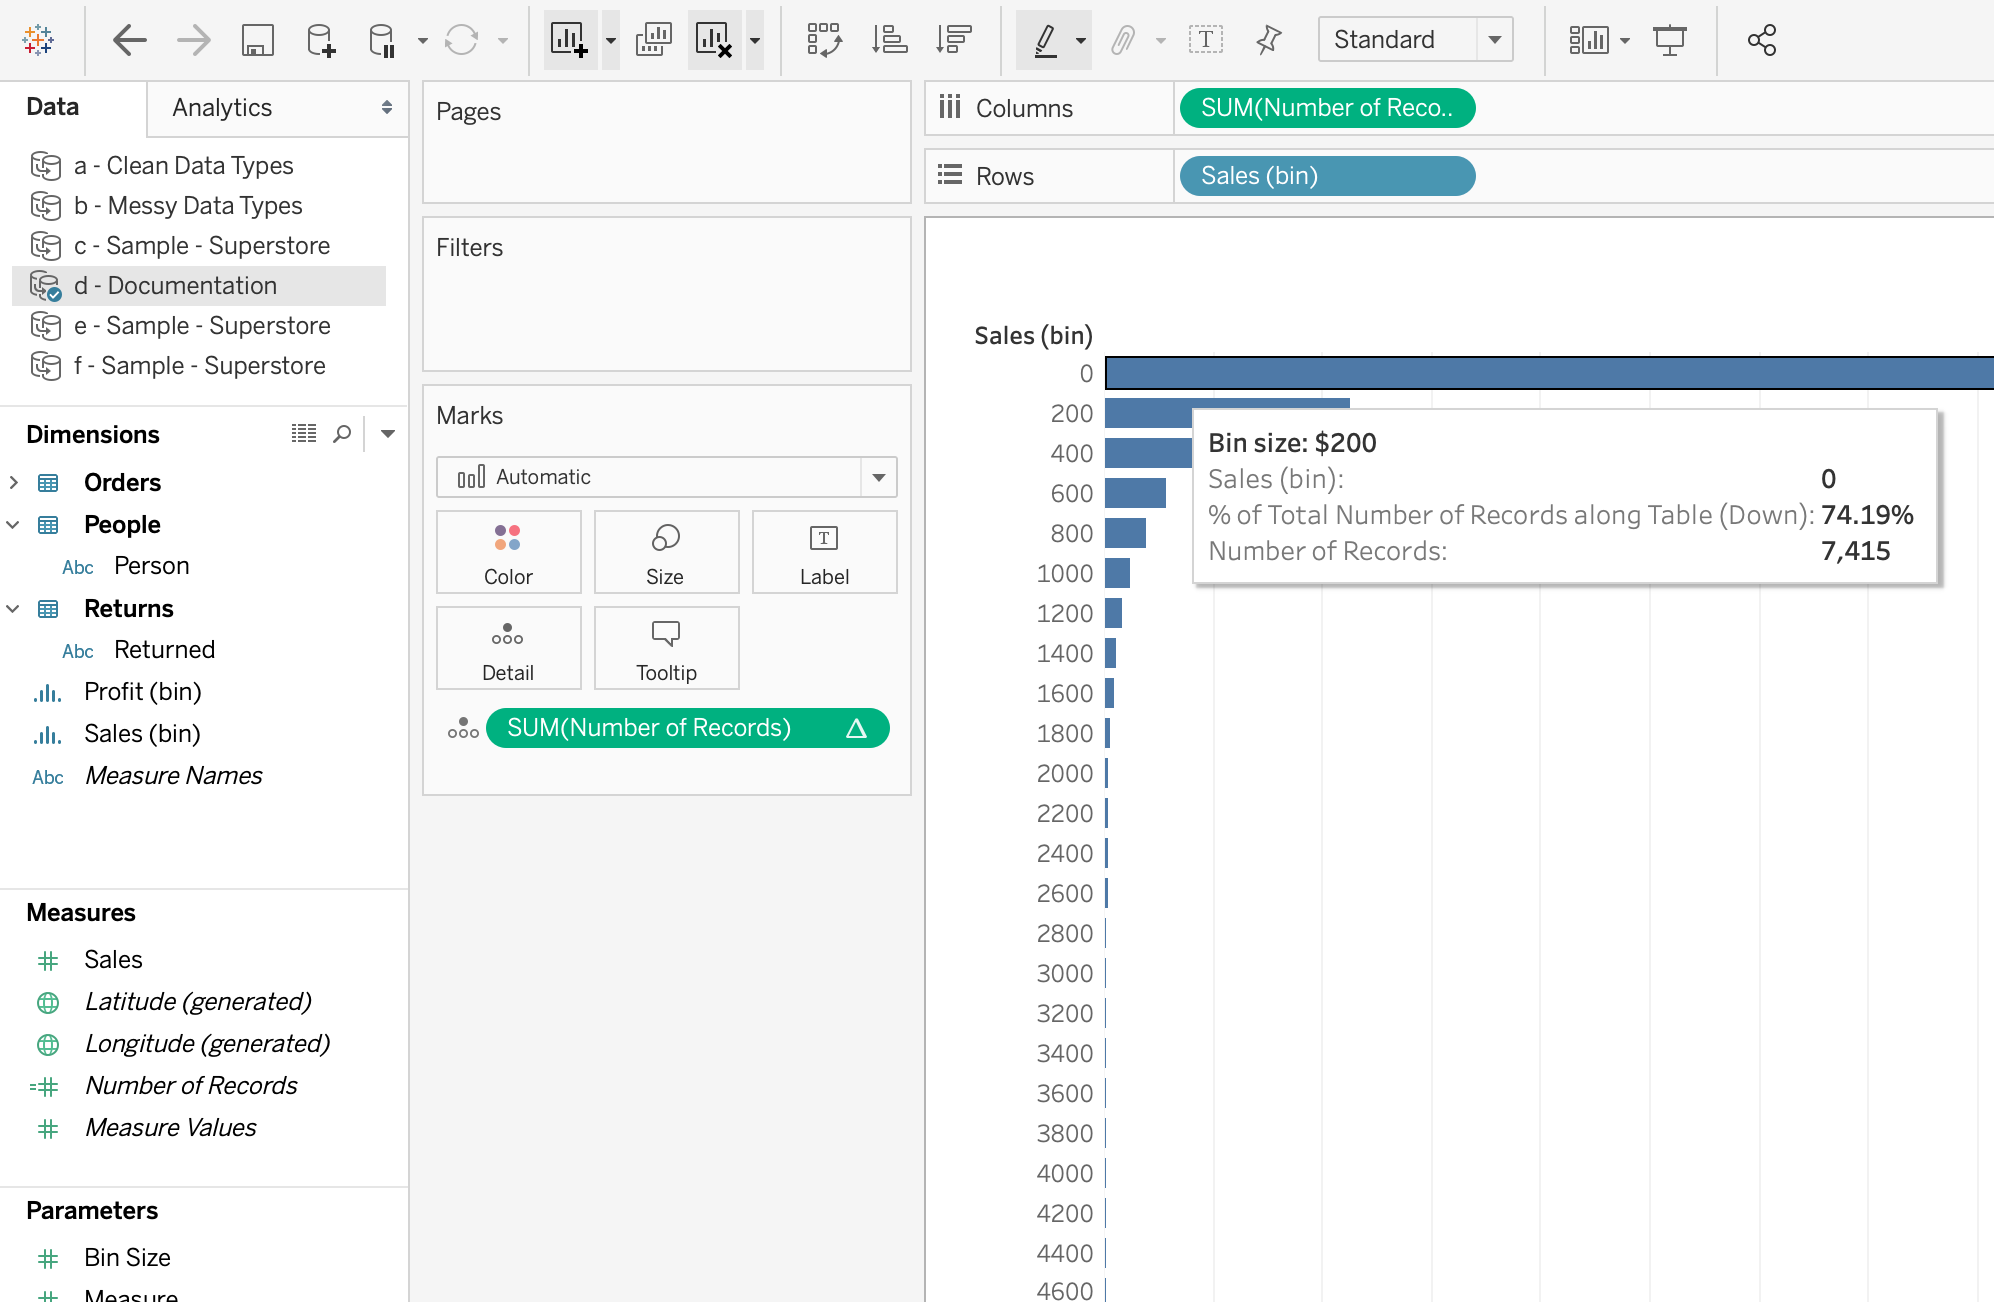 Standard
Data
Analytics
a - Clean Data Types
b - Messy Data Types
c - Sample - Superstore
d - Documentation
e - Sample - Superstore
f - Sample - Superstore
Dimensions
Orders
People
Abc Person
Returns
Abc Returned
Profit (bin)
Sales (bin)
Abc Measure Names
Measures
Sales
Latitude (generated)
Longitude (generated)
Number of Records
Measure Values
Parameters
Bin Size
Measure
Pages
Filters
Marks
Automatic
Color
Size
T
Label
Detail
Tooltip
SUM(Number of Records)
Columns
SUM(Number of Reco..
Rows
Sales (bin)
Sales (bin)
0
200
400
600
800
1000
1200
1400
1600
1800
2000
2200
2400
2600
2800
3000
3200
3400
3600
3800
4000
4200
4400
4600
Bin size: $200
Sales (bin): 0
% of Total Number of Records along Table (Down): 74.19%
Number of Records: 7,415